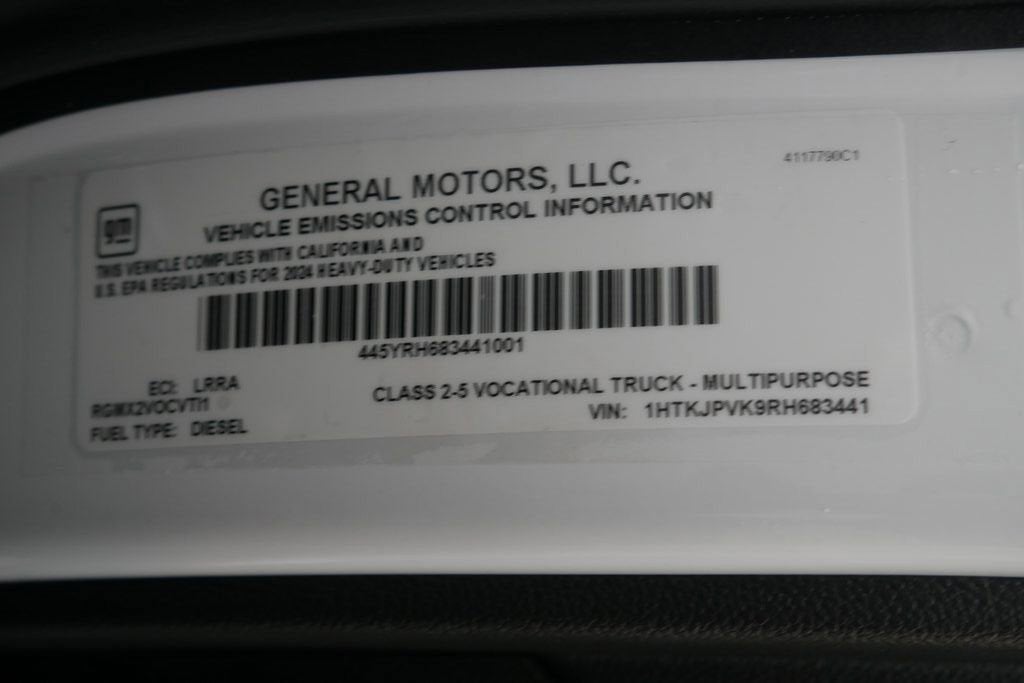 4117790C1
gm
GENERAL MOTORS, LLC.
VEHICLE EMISSIONS CONTROL INFORMATION
THIS VEHICLE COMPLIES WITH CALIFORNIA AND
U.S. EPA REGULATIONS FOR 2024 HEAVY-DUTY VEHICLES
445YRH683441001
ECI: LRRA
RGMX2VOCVTI1
FUEL TYPE: DIESEL
CLASS 2-5 VOCATIONAL TRUCK - MULTIPURPOSE
VIN: 1HTKJPVK9RH683441